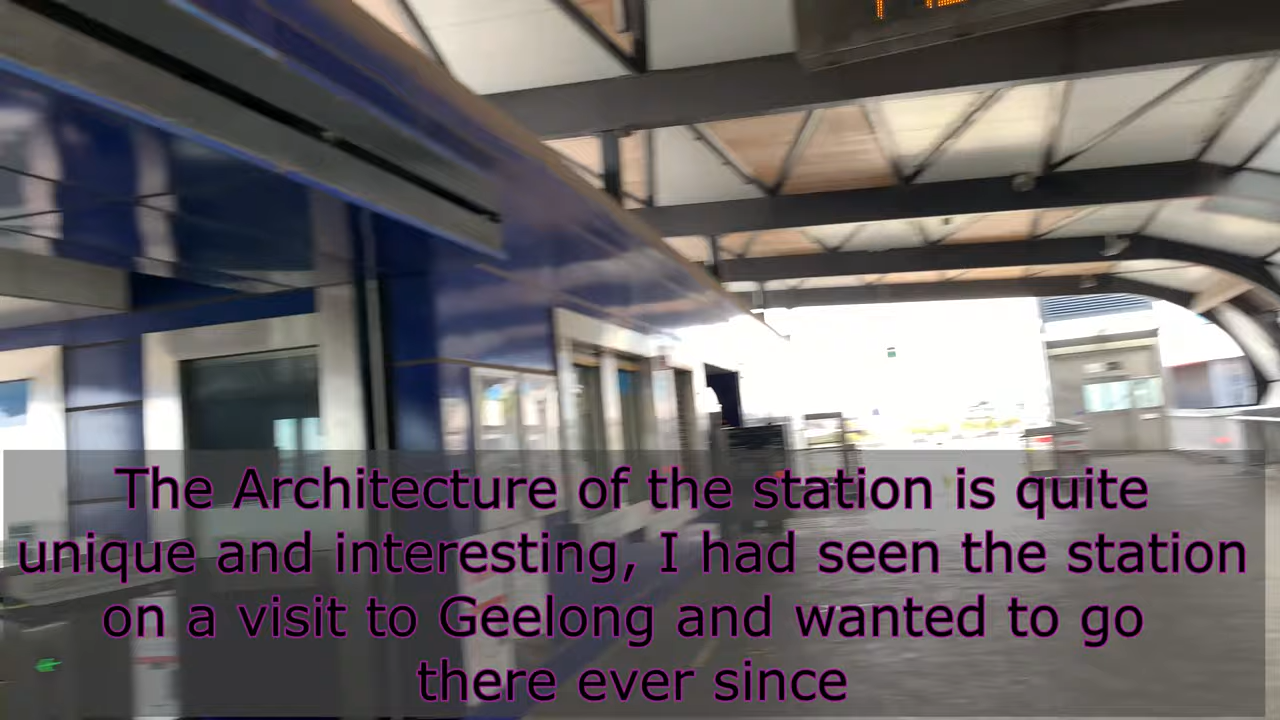 The Architecture of the station is quite
unique and interesting, I had seen the station
on a visit to Geelong and wanted to go
there ever since